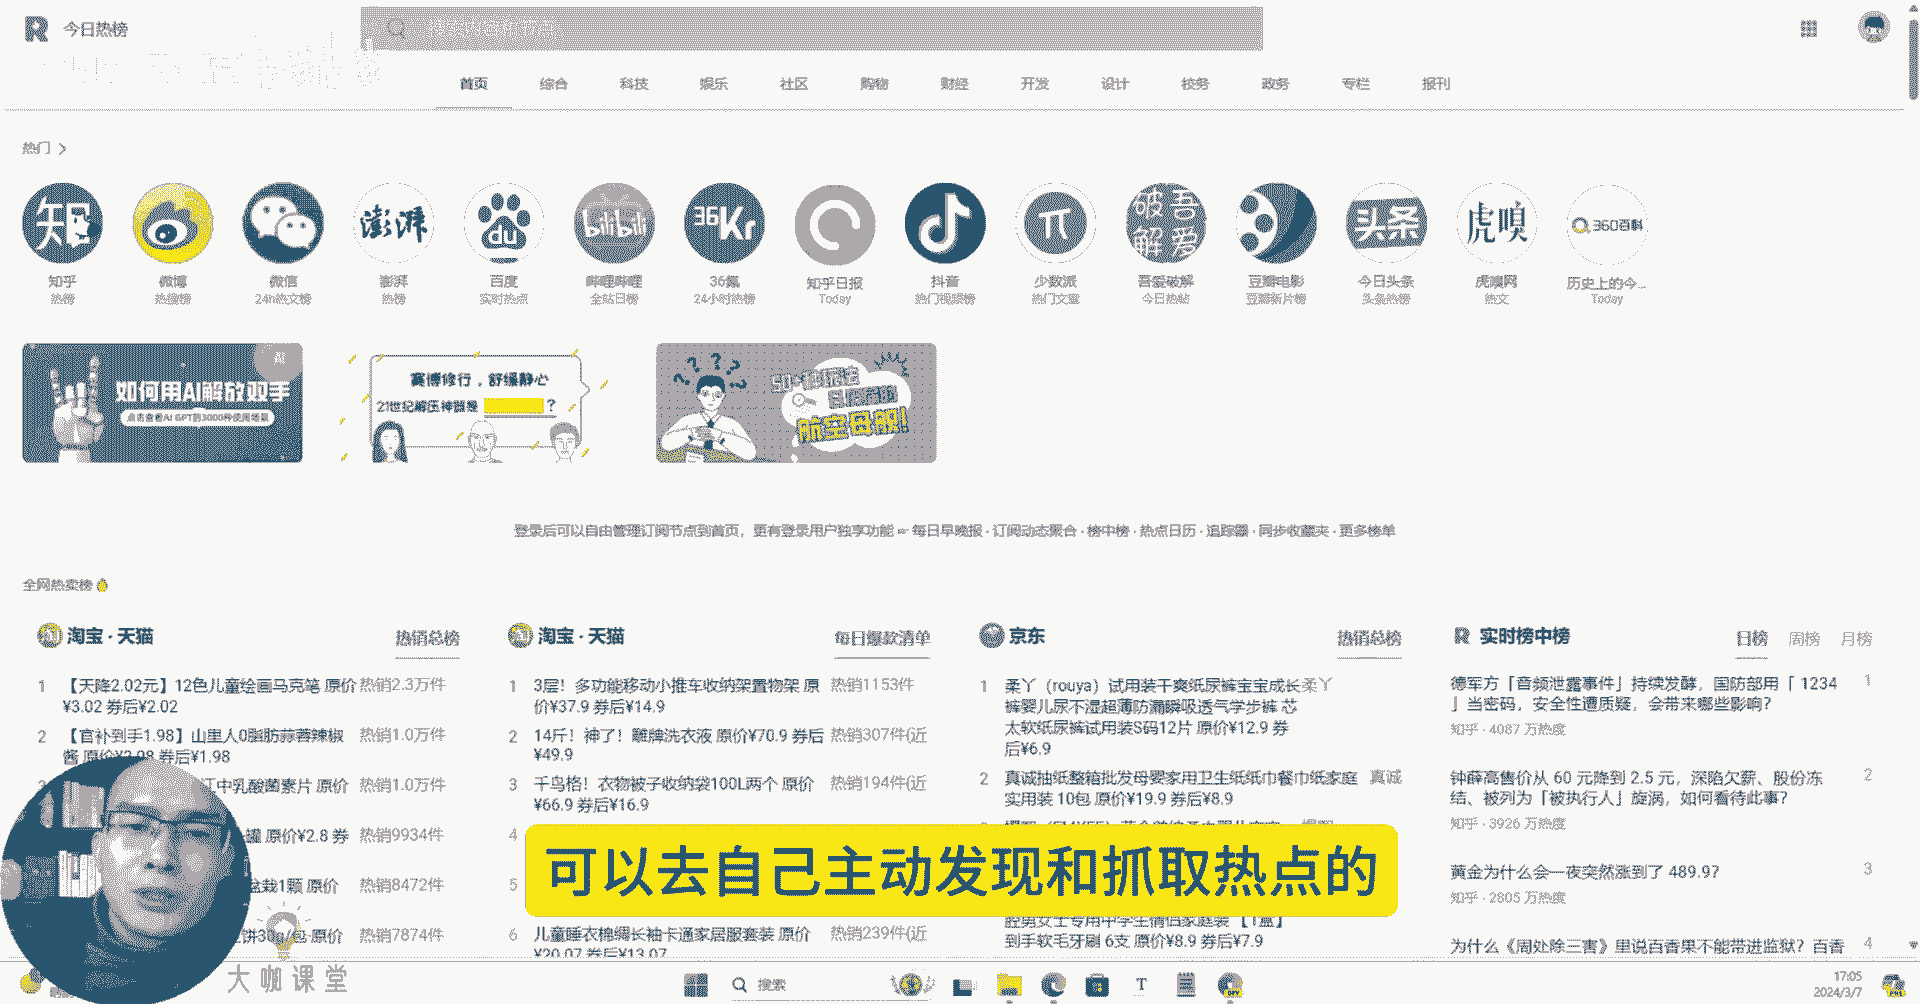 今日热榜
首页 综合 科技 娱乐 社区 购物 财经 开发 设计 校务 政务 专栏 报刊
热门
知乎 微博 微信 澎湃 百度 哔哩哔哩 36氪 知乎日报 抖音 少数派 吾爱破解 豆瓣电影 今日头条 虎嗅网 历史上的今...
热榜 热搜榜 24h热文榜 热榜 实时热点 全站日榜 24小时热榜 Today 热门视频榜 热门文章 今日热帖 豆瓣新片榜 头条热榜 热文 Today
如何用AI解放双手
点击查看AI GPT的3000种使用场景
赛博修行，舒缓静心
21世纪解压神器是 ?
航空母舰!
登录后可以自由管理订阅节点到首页，更有登录用户独享功能 - 每日早晚报 · 订阅动态聚合 · 榜中榜 · 热点日历 · 追踪器 · 同步收藏夹 · 更多榜单
全网热卖榜
淘宝 · 天猫 热销总榜
1 【天降2.02元】12色儿童绘画马克笔 原价 热销2.3万件
¥3.02 券后¥2.02
2 【官补到手1.98】山里人0脂肪蒜蓉辣椒 热销1.0万件
酱 原价¥3.98 券后¥1.98
江中乳酸菌素片 原价 热销1.0万件
罐 原价¥2.8 券 热销9934件
盆栽1颗 原价 热销8472件
饼30g/包 原价 热销7874件
淘宝 · 天猫 每日爆款清单
1 3层！多功能移动小推车收纳架置物架 原 热销1153件
价¥37.9 券后¥14.9
2 14斤！神了！雕牌洗衣液 原价¥70.9 券后 热销307件(近
¥49.9
3 千鸟格！衣物被子收纳袋100L两个 原价 热销194件(近
¥66.9 券后¥16.9
4
5
6 儿童睡衣棉绸长袖卡通家居服套装 原价 热销239件(近
¥20.07 券后¥13.07
京东 热销总榜
1 柔丫（rouya）试用装干爽纸尿裤宝宝成长 柔丫
裤婴儿尿不湿超薄防漏瞬吸透气学步裤 芯
太软纸尿裤试用装S码12片 原价¥12.9 券
后¥6.9
2 真诚抽纸整箱批发母婴家用卫生纸纸巾餐巾纸家庭 真诚
实用装 10包 原价¥19.9 券后¥8.9
腔男女士专用中学生情侣家庭装 【1盒】
到手软毛牙刷 6支 原价¥8.9 券后¥7.9
实时榜中榜 日榜 周榜 月榜
德军方「音频泄露事件」持续发酵，国防部用「 1234 1
」当密码，安全性遭质疑，会带来哪些影响？
知乎 · 4087 万热度
钟薛高售价从 60 元降到 2.5 元，深陷欠薪、股份冻 2
结、被列为「被执行人」旋涡，如何看待此事？
知乎 · 3926 万热度
黄金为什么会一夜突然涨到了 489.9？ 3
知乎 · 2805 万热度
为什么《周处除三害》里说百香果不能带进监狱？百香 4
可以去自己主动发现和抓取热点的
大咖课堂
搜索
17:05
2024/3/7